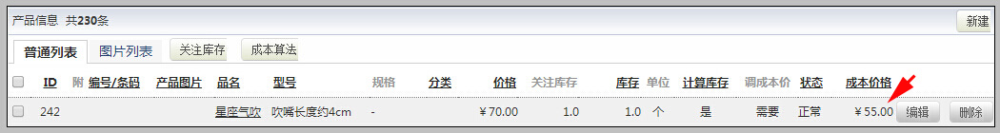 产品信息 共230条 新建
普通列表 图片列表 关注库存 成本算法
ID 附 编号/条码 产品图片 品名 型号 规格 分类 价格 关注库存 库存 单位 计算库存 调成本价 状态 成本价格
242 星座气吹 吹嘴长度约4cm - ￥70.00 1.0 1.0 个 是 需要 正常 ￥55.00 编辑 删除